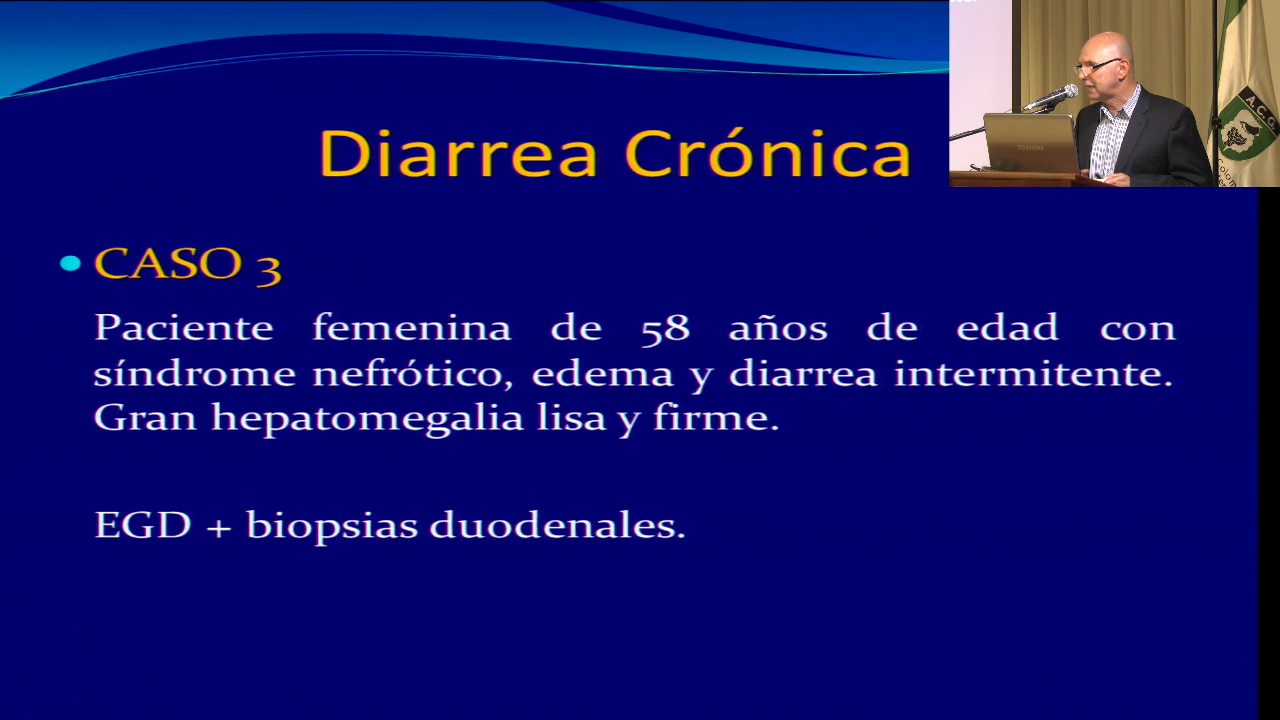 Diarrea Crónica
CASO 3
Paciente femenina de 58 años de edad con
síndrome nefrótico, edema y diarrea intermitente.
Gran hepatomegalia lisa y firme.
EGD + biopsias duodenales.
TOSHIBA
A.C.G.